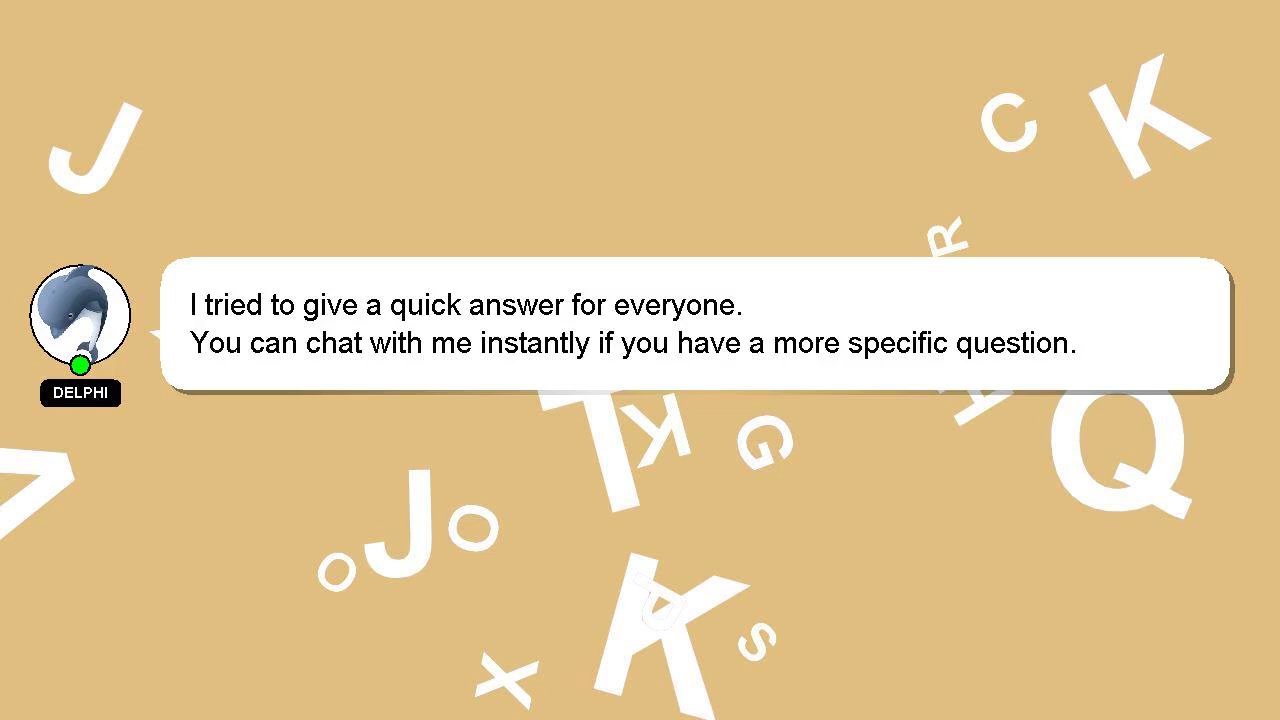 J
C
K
R
I tried to give a quick answer for everyone.
You can chat with me instantly if you have a more specific question.
DELPHI
T
K
G
Q
J
O
O
K
S
X